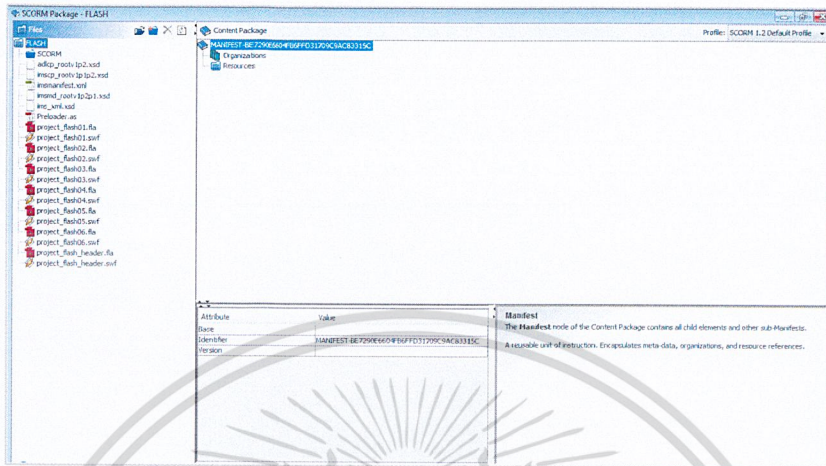 SCORM Package - FLASH
Files
FLASH
SCORM
adlcp_rootv1p2.xsd
imscp_rootv1p1p2.xsd
imsmanifest.xml
imsmd_rootv1p2p1.xsd
ims_xml.xsd
Preloader.as
project_flash01.fla
project_flash01.swf
project_flash02.fla
project_flash02.swf
project_flash03.fla
project_flash03.swf
project_flash04.fla
project_flash04.swf
project_flash05.fla
project_flash05.swf
project_flash06.fla
project_flash06.swf
project_flash_header.fla
project_flash_header.swf
Content Package
Profile: SCORM 1.2 Default Profile
Organizations
Resources
Attribute Value
Base
Identifier
Version
Manifest
The Manifest node of the Content Package contains all child elements and other sub-Manifests.
A reusable unit of instruction. Encapsulates meta-data, organizations, and resource references.